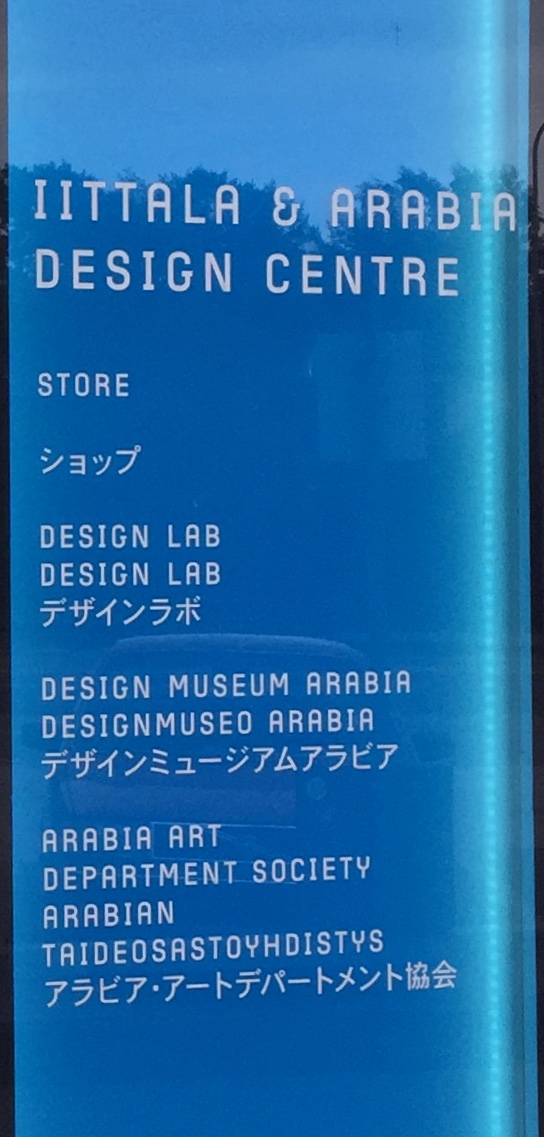 IITTALA & ARABIA
DESIGN CENTRE
STORE
ショップ
DESIGN LAB
DESIGN LAB
デザインラボ
DESIGN MUSEUM ARABIA
DESIGNMUSEO ARABIA
デザインミュージアムアラビア
ARABIA ART
DEPARTMENT SOCIETY
ARABIAN
TAIDEOSASTOYHDISTYS
アラビア・アートデパートメント協会